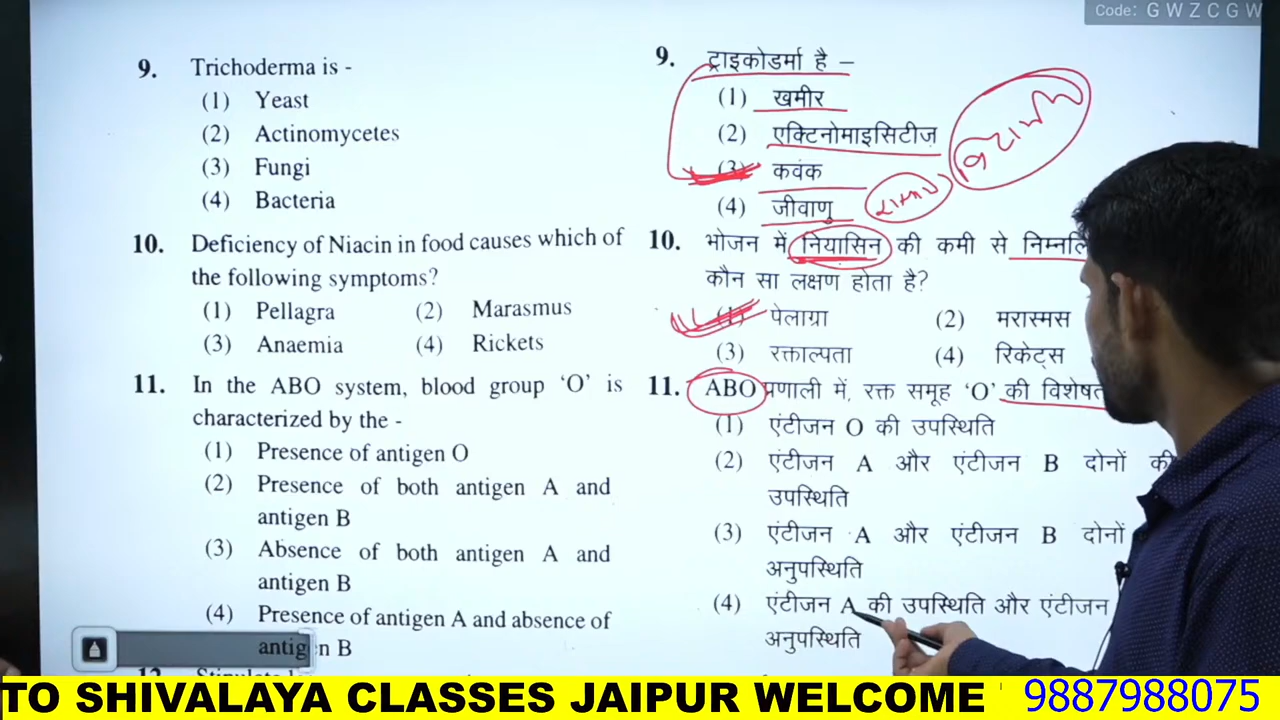 Code: G W Z C G W
9. Trichoderma is -
(1) Yeast
(2) Actinomycetes
(3) Fungi
(4) Bacteria
10. Deficiency of Niacin in food causes which of
the following symptoms?
(1) Pellagra (2) Marasmus
(3) Anaemia (4) Rickets
11. In the ABO system, blood group ‘O’ is
characterized by the -
(1) Presence of antigen O
(2) Presence of both antigen A and
antigen B
(3) Absence of both antigen A and
antigen B
(4) Presence of antigen A and absence of
antigen B
9. ट्राइकोडर्मा है –
(1) खमीर
(2) एक्टिनोमाइसिटीज़
(3) कवक
(4) जीवाणु
10. भोजन में नियासिन की कमी से निम्नलि
कौन सा लक्षण होता है?
(1) पेलाग्रा (2) मरास्मस
(3) रक्ताल्पता (4) रिकेट्स
11. ABO प्रणाली में, रक्त समूह ‘O’ की विशेषत
(1) एंटीजन O की उपस्थिति
(2) एंटीजन A और एंटीजन B दोनों की
उपस्थिति
(3) एंटीजन A और एंटीजन B दोनों
अनुपस्थिति
(4) एंटीजन A की उपस्थिति और एंटीजन
अनुपस्थिति
TO SHIVALAYA CLASSES JAIPUR WELCOME 9887988075